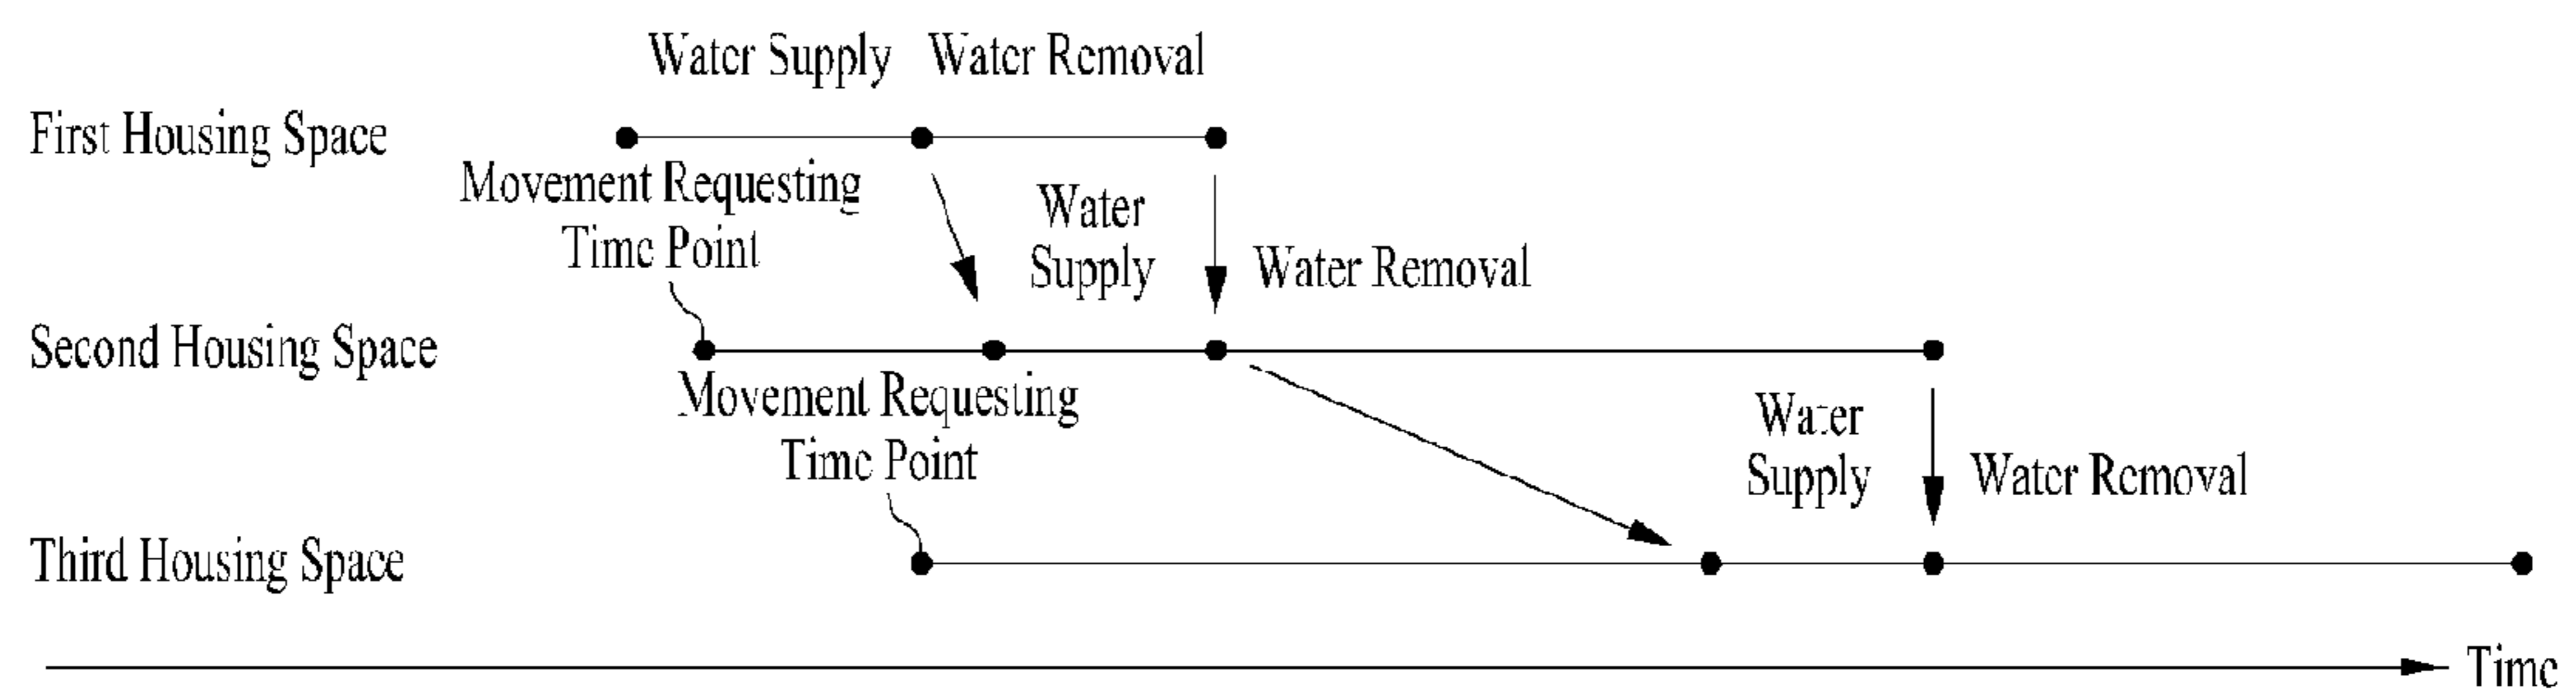 Water Supply Water Removal
First Housing Space
Movement Requesting
Time Point
Water
Supply
Water Removal
Second Housing Space
Movement Requesting
Time Point
Water
Supply
Water Removal
Third Housing Space
Time